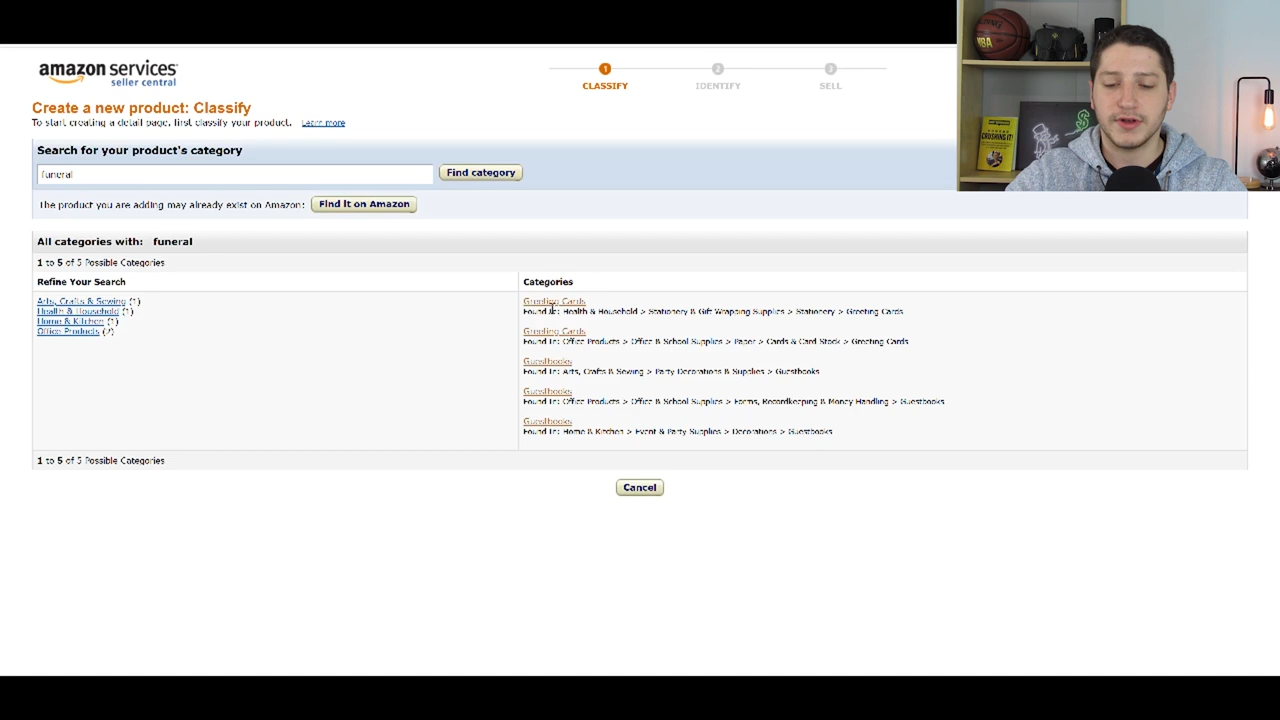 amazon services
seller central
1 2 3
CLASSIFY IDENTIFY SELL
Create a new product: Classify
To start creating a detail page, first classify your product. Learn more
Search for your product's category
funeral
Find category
The product you are adding may already exist on Amazon: Find it on Amazon
All categories with: funeral
1 to 5 of 5 Possible Categories
Refine Your Search
Arts, Crafts & Sewing (1)
Health & Household (1)
Home & Kitchen (1)
Office Products (2)
Categories
Greeting Cards
Found In: Health & Household > Stationery & Gift Wrapping Supplies > Stationery > Greeting Cards
Greeting Cards
Found In: Office Products > Office & School Supplies > Paper > Cards & Card Stock > Greeting Cards
Guestbooks
Found In: Arts, Crafts & Sewing > Party Decorations & Supplies > Guestbooks
Guestbooks
Found In: Office Products > Office & School Supplies > Forms, Recordkeeping & Money Handling > Guestbooks
Guestbooks
Found In: Home & Kitchen > Event & Party Supplies > Decorations > Guestbooks
1 to 5 of 5 Possible Categories
Cancel
NBA
CRUSHING IT!